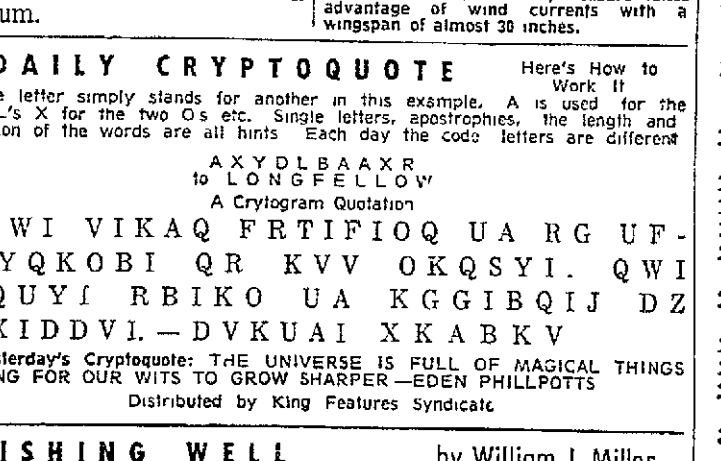 um.
advantage of wind currents with a
wingspan of almost 30 inches.
DAILY CRYPTOQUOTE
Here's How to
Work It
e letter simply stands for another in this example. A is used for the
L's X for the two Os etc. Single letters, apostrophies, the length and
ion of the words are all hints Each day the code letters are different
AXYDLBAAXR
to LONGFELLOW
A Crytogram Quotation
WI VIKAQ FRTIFIOQ UA RG UF-
YQKOBI QR KVV OKQSYI. QWI
QUYI RBIKO UA KGGIBQIJ DZ
KIDDVI.—DVKUAI XKABKV
sterday's Cryptoquote: THE UNIVERSE IS FULL OF MAGICAL THINGS
NG FOR OUR WITS TO GROW SHARPER—EDEN PHILLPOTTS
Distributed by King Features Syndicate
ISHING WELL
by William J. Miller